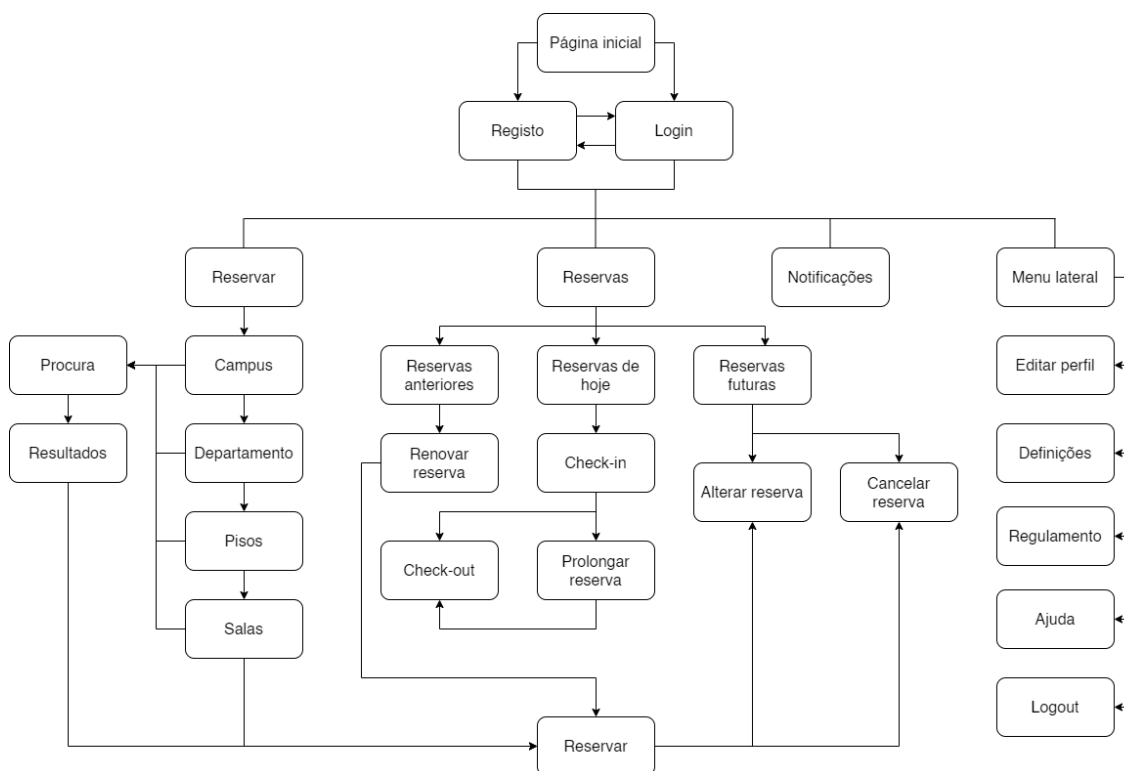 Página inicial
Registo
Login
Reservar
Reservas
Notificações
Menu lateral
Procura
Campus
Reservas
anteriores
Reservas de
hoje
Reservas
futuras
Editar perfil
Resultados
Departamento
Renovar
reserva
Check-in
Alterar reserva
Cancelar
reserva
Definições
Pisos
Check-out
Prolongar
reserva
Regulamento
Salas
Ajuda
Reservar
Logout